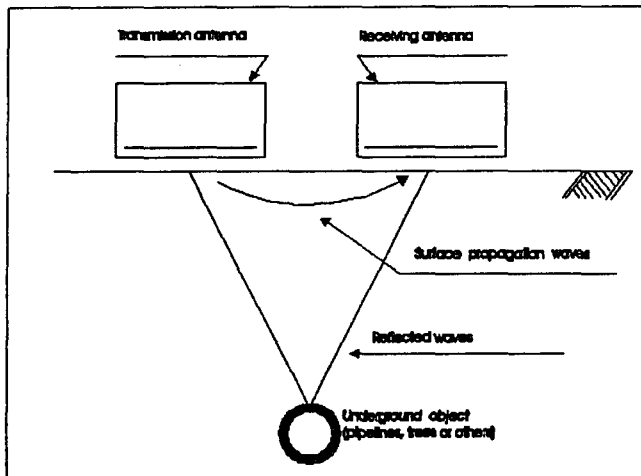 Transmission antenna
Receiving antenna
Surface propagation waves
Reflected waves
Underground object
(pipelines, trees or others)